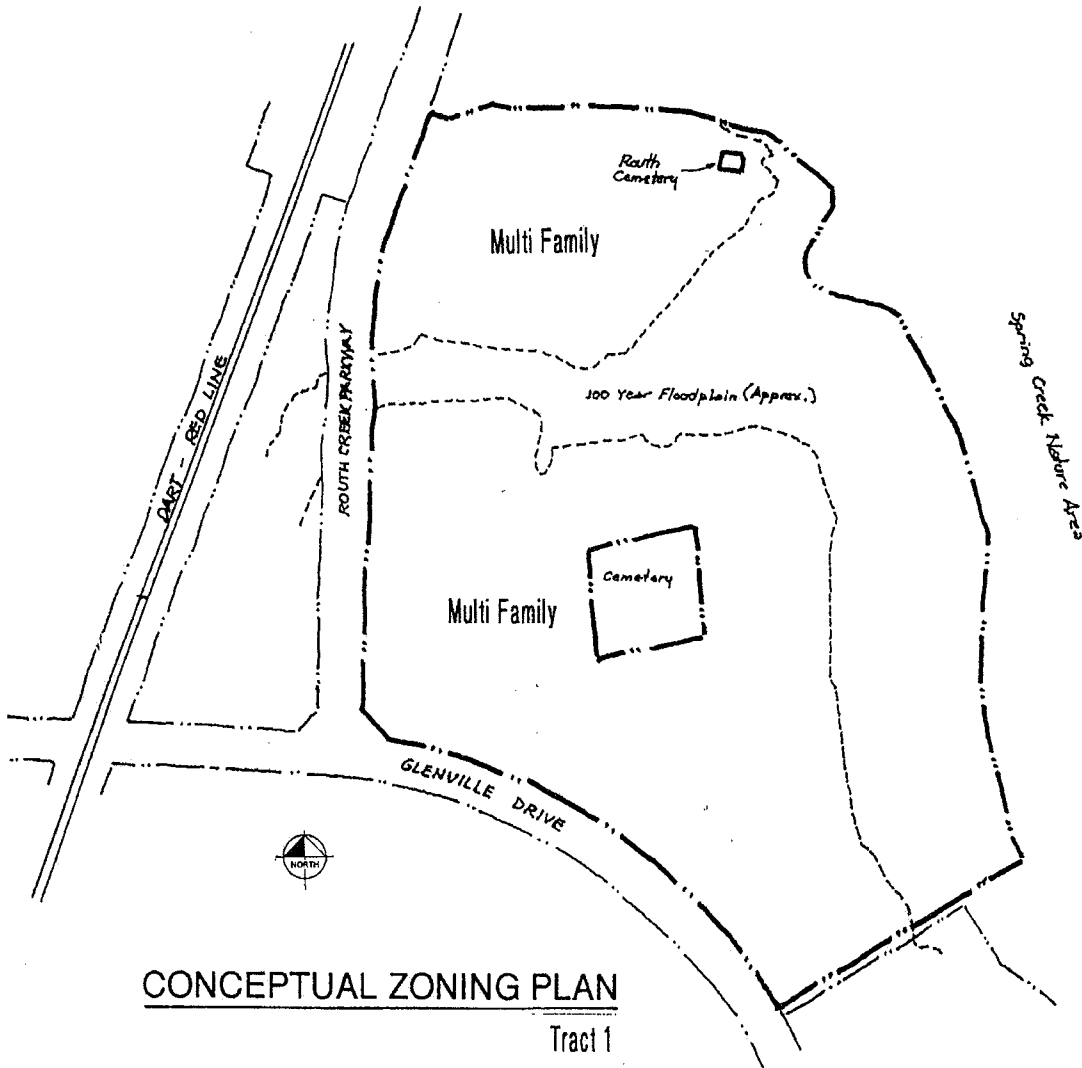 Routh
Cemetery
Multi Family
Spring Creek Nature Area
DART - RED LINE
ROUTH CREEK PARKWAY
100 Year Floodplain (Approx.)
Cemetery
Multi Family
GLENVILLE DRIVE
NORTH
CONCEPTUAL ZONING PLAN
Tract 1